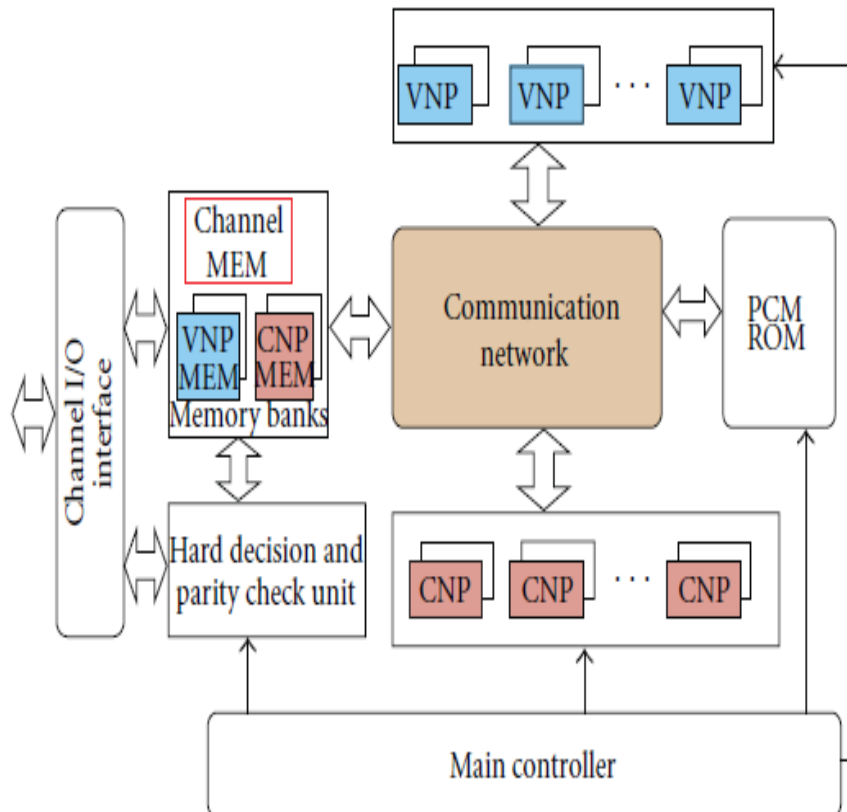 VNP
VNP
. . .
VNP
Channel
MEM
VNP
MEM
CNP
MEM
Memory banks
Channel I/O
interface
Communication
network
PCM
ROM
Hard decision and
parity check unit
CNP
CNP
. . .
CNP
Main controller